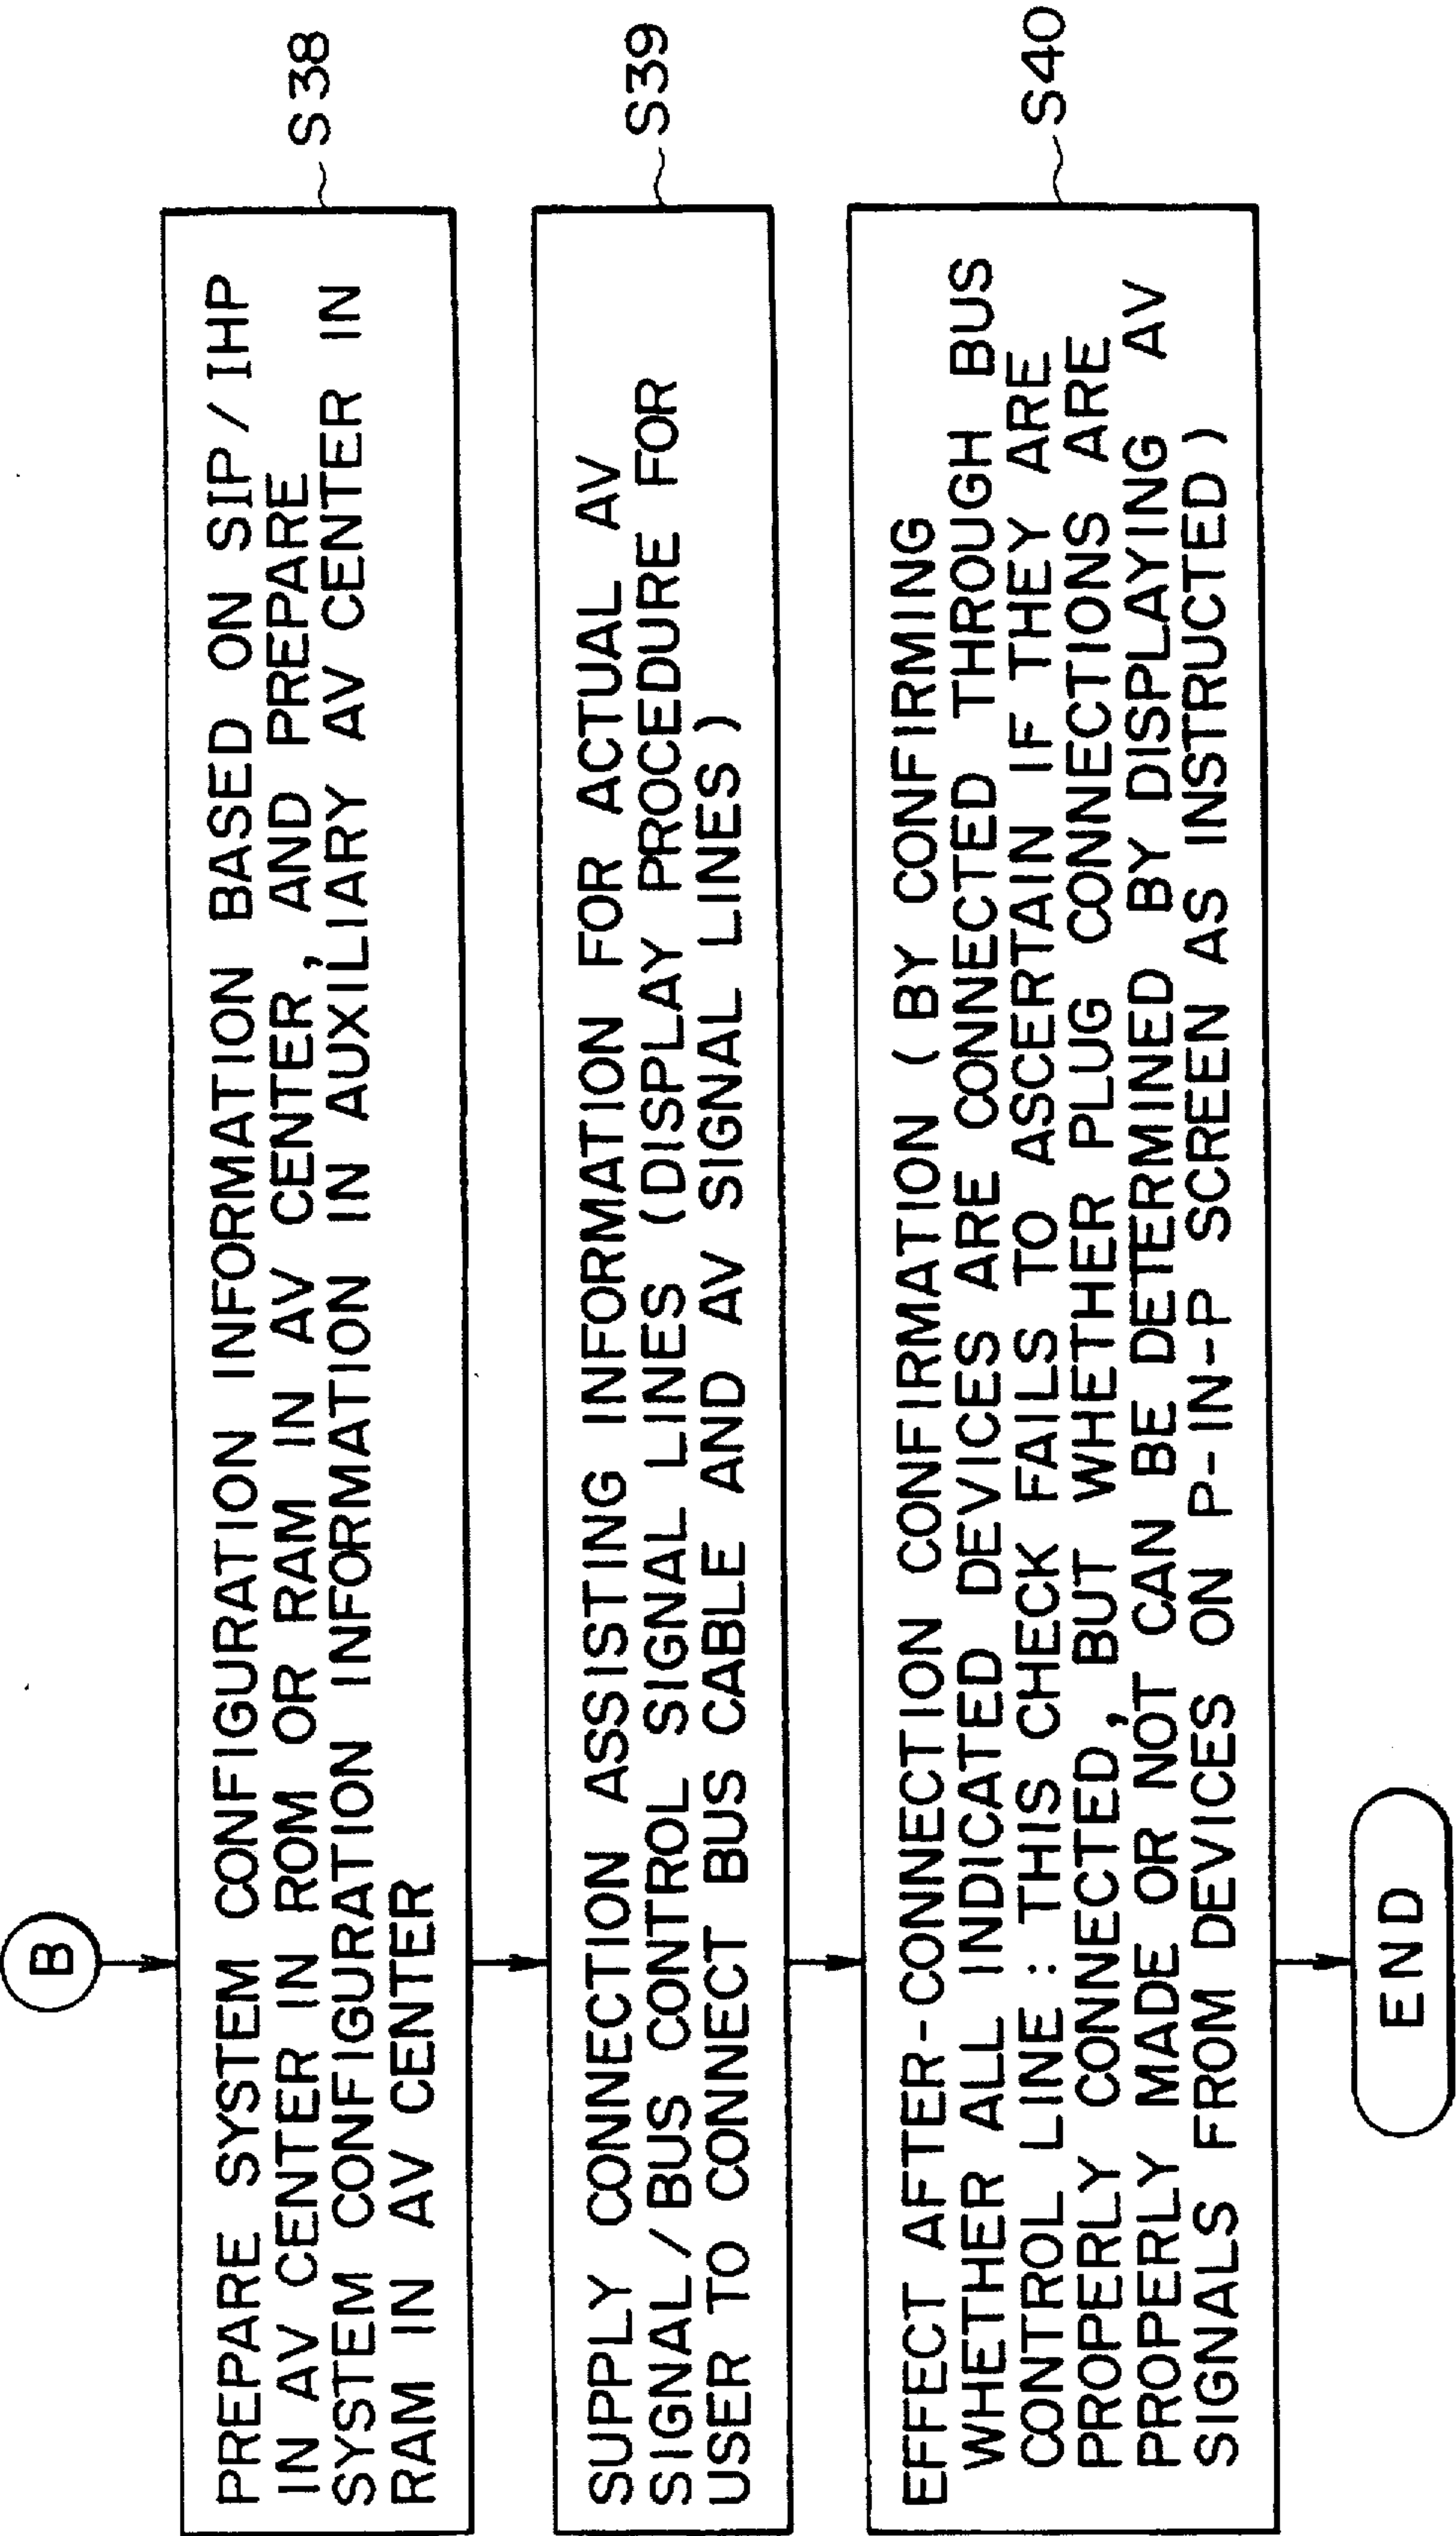 B
PREPARE SYSTEM CONFIGURATION INFORMATION BASED ON SIP/IHP
IN AV CENTER IN ROM OR RAM IN AV CENTER, AND PREPARE
SYSTEM CONFIGURATION INFORMATION IN AUXILIARY AV CENTER IN
RAM IN AV CENTER
S38
SUPPLY CONNECTION ASSISTING INFORMATION FOR ACTUAL AV
SIGNAL/BUS CONTROL SIGNAL LINES (DISPLAY PROCEDURE FOR
USER TO CONNECT BUS CABLE AND AV SIGNAL LINES)
S39
EFFECT AFTER-CONNECTION CONFIRMATION (BY CONFIRMING
WHETHER ALL INDICATED DEVICES ARE CONNECTED THROUGH BUS
CONTROL LINE : THIS CHECK FAILS TO ASCERTAIN IF THEY ARE
PROPERLY CONNECTED, BUT WHETHER PLUG CONNECTIONS ARE
PROPERLY MADE OR NOT CAN BE DETERMINED BY DISPLAYING AV
SIGNALS FROM DEVICES ON P-IN-P SCREEN AS INSTRUCTED)
S40
END